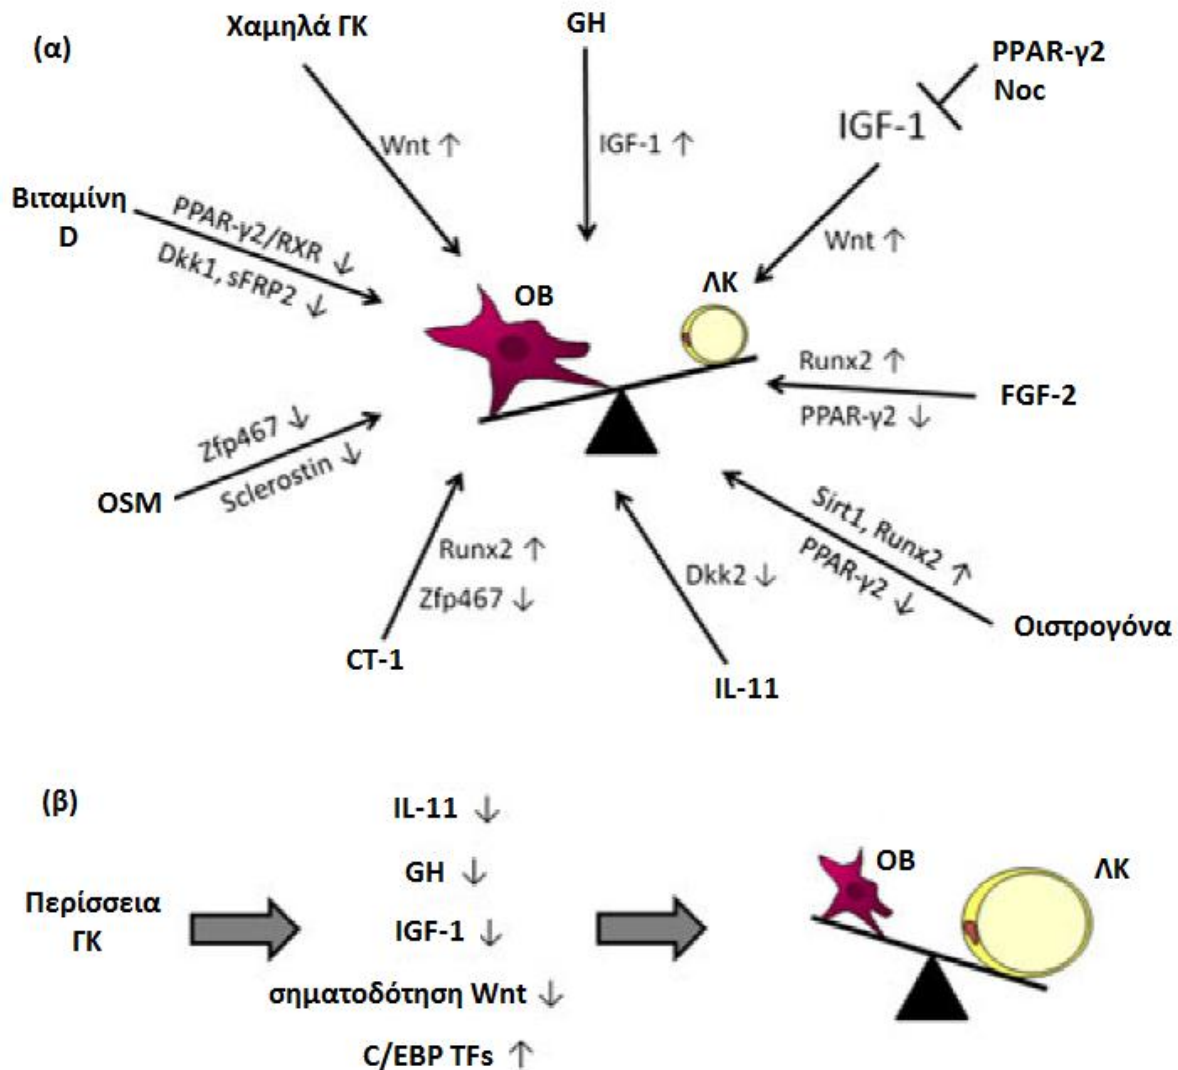 (α)
Χαμηλά ΓΚ
GH
PPAR-γ2
Noc
IGF-1
Wnt ↑
IGF-1 ↑
Wnt ↑
Βιταμίνη
D
PPAR-γ2/RXR ↓
Dkk1, sFRP2 ↓
ΟΒ
ΛΚ
Runx2 ↑
PPAR-γ2 ↓
FGF-2
Zfp467 ↓
Sclerostin ↓
OSM
Runx2 ↑
Zfp467 ↓
CT-1
Dkk2 ↓
IL-11
Sirt1, Runx2 ↑
PPAR-γ2 ↓
Οιστρογόνα
(β)
Περίσσεια
ΓΚ
IL-11 ↓
GH ↓
IGF-1 ↓
σηματοδότηση Wnt ↓
C/EBP TFs ↑
ΟΒ
ΛΚ